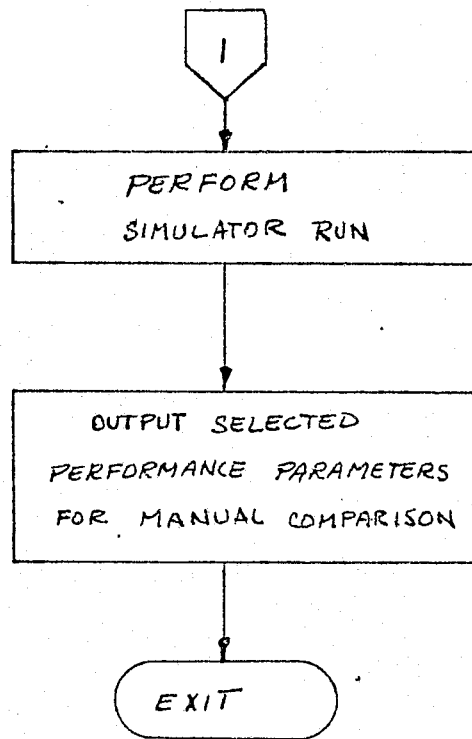 1
PERFORM
SIMULATOR RUN
OUTPUT SELECTED
PERFORMANCE PARAMETERS
FOR MANUAL COMPARISON
EXIT